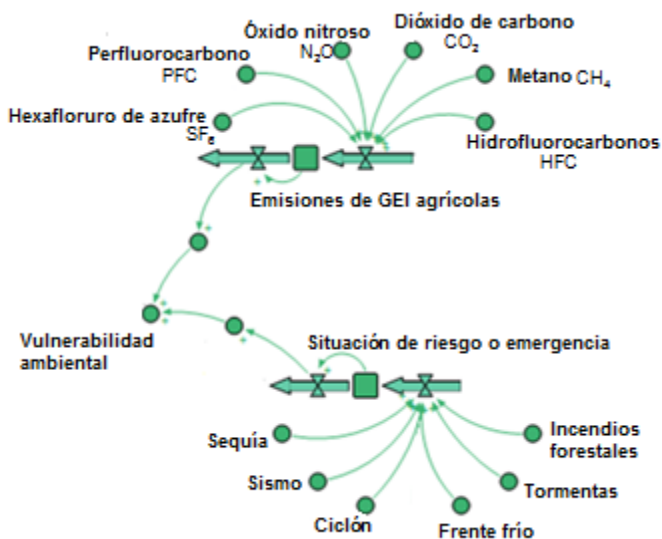 Óxido nitroso
N₂O
Dióxido de carbono
CO₂
Perfluorocarbono
PFC
Metano CH₄
Hexafloruro de azufre
SF₆
Hidrofluorocarbonos
HFC
Emisiones de GEI agrícolas
Vulnerabilidad
ambiental
Situación de riesgo o emergencia
Sequía
Incendios
forestales
Sismo
Tormentas
Ciclón
Frente frío